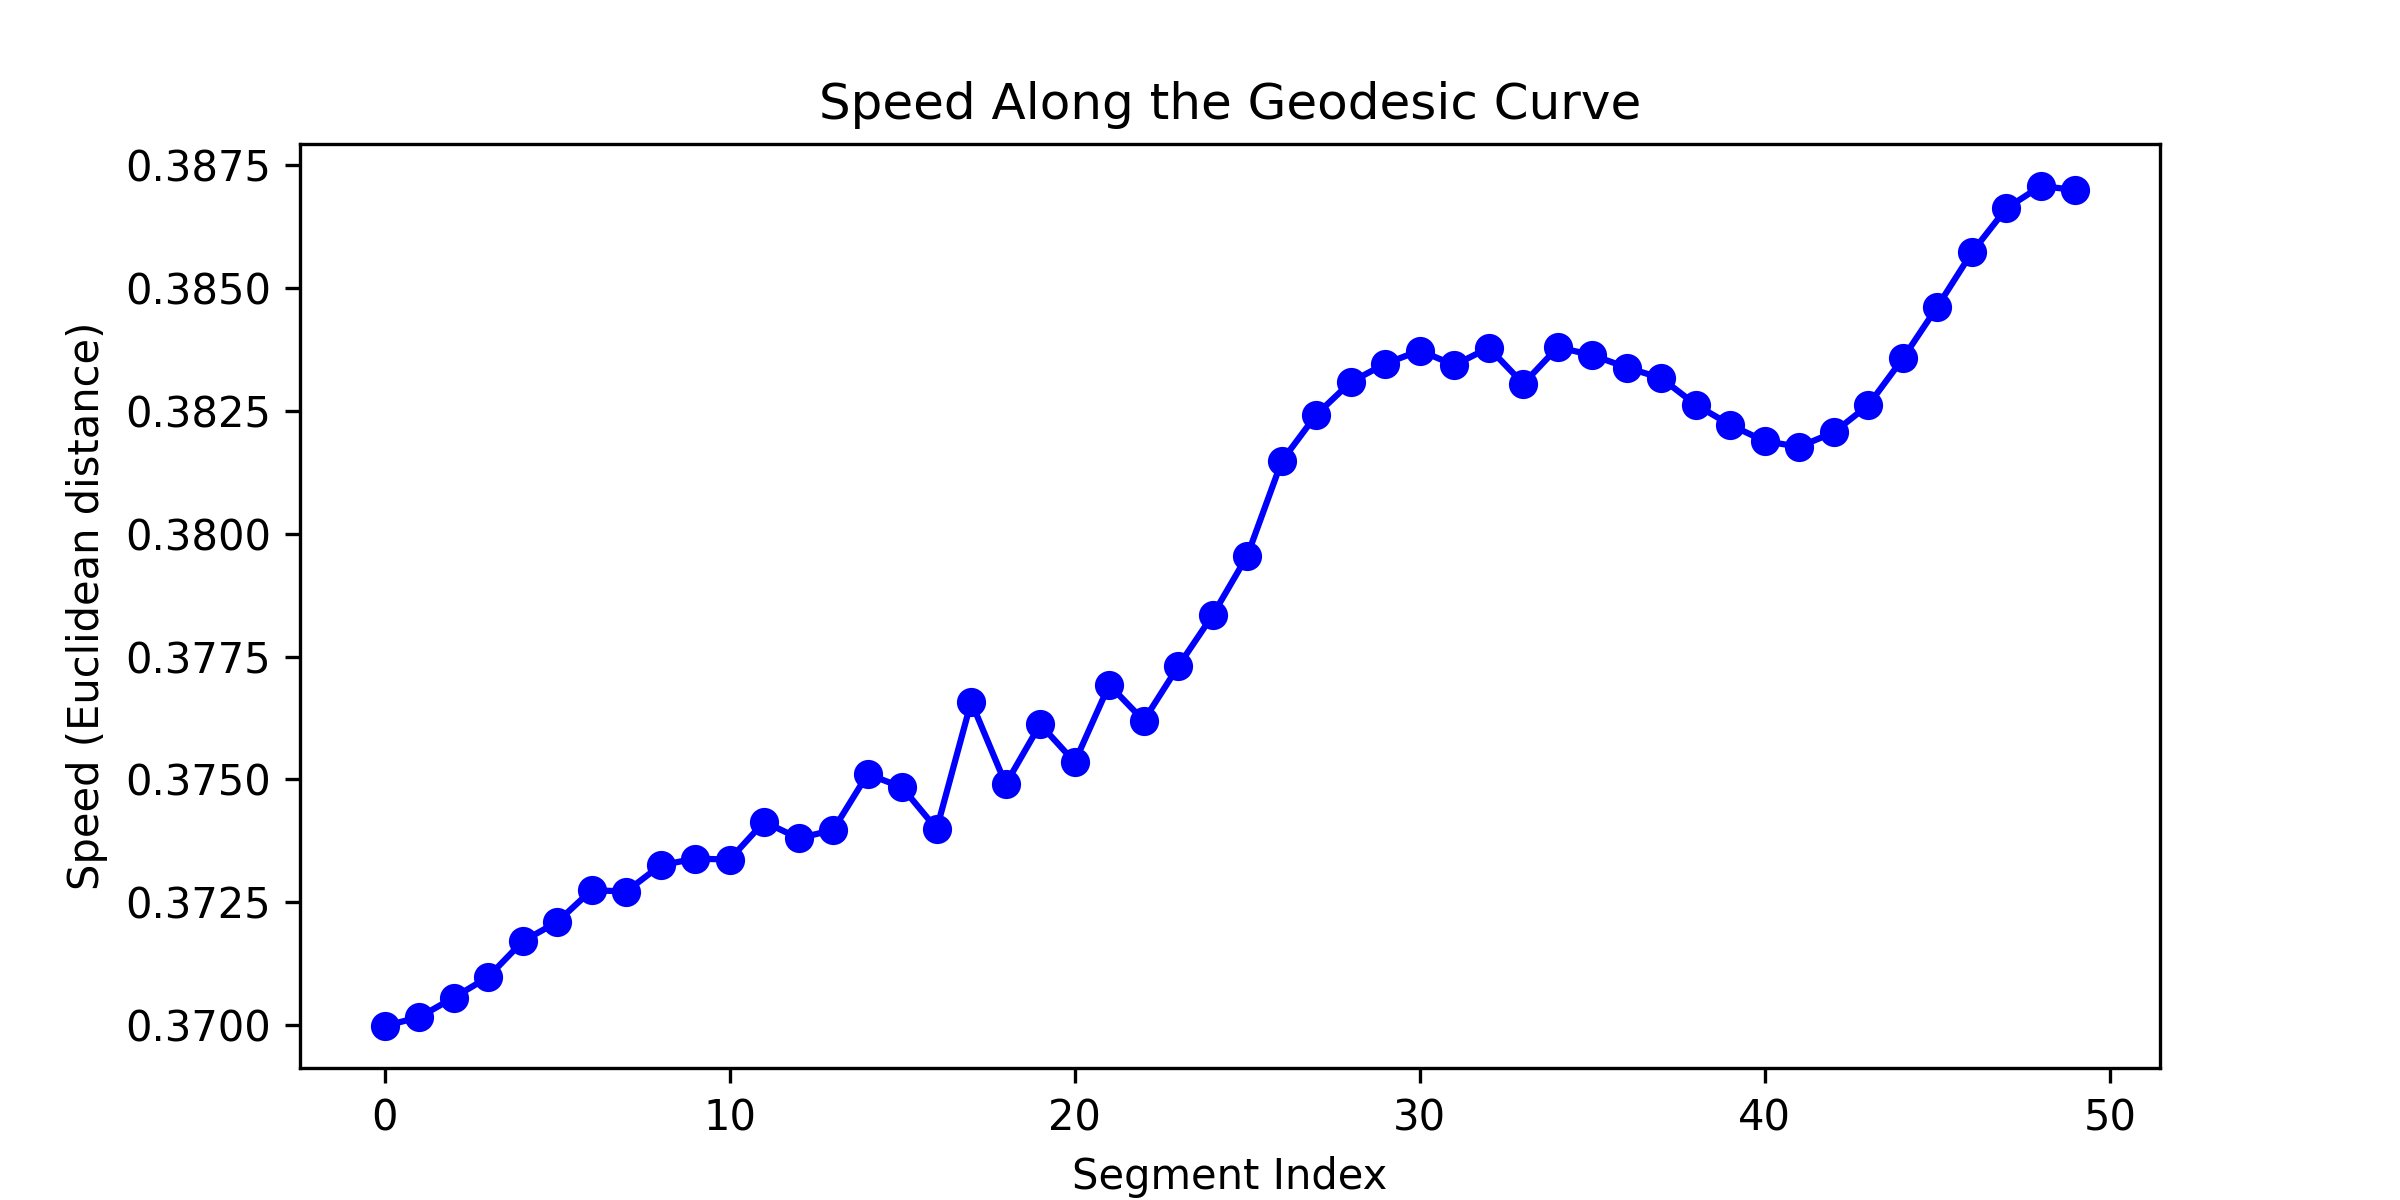 Speed Along the Geodesic Curve
Speed (Euclidean distance)
0.3875
0.3850
0.3825
0.3800
0.3775
0.3750
0.3725
0.3700
0 10 20 30 40 50
Segment Index